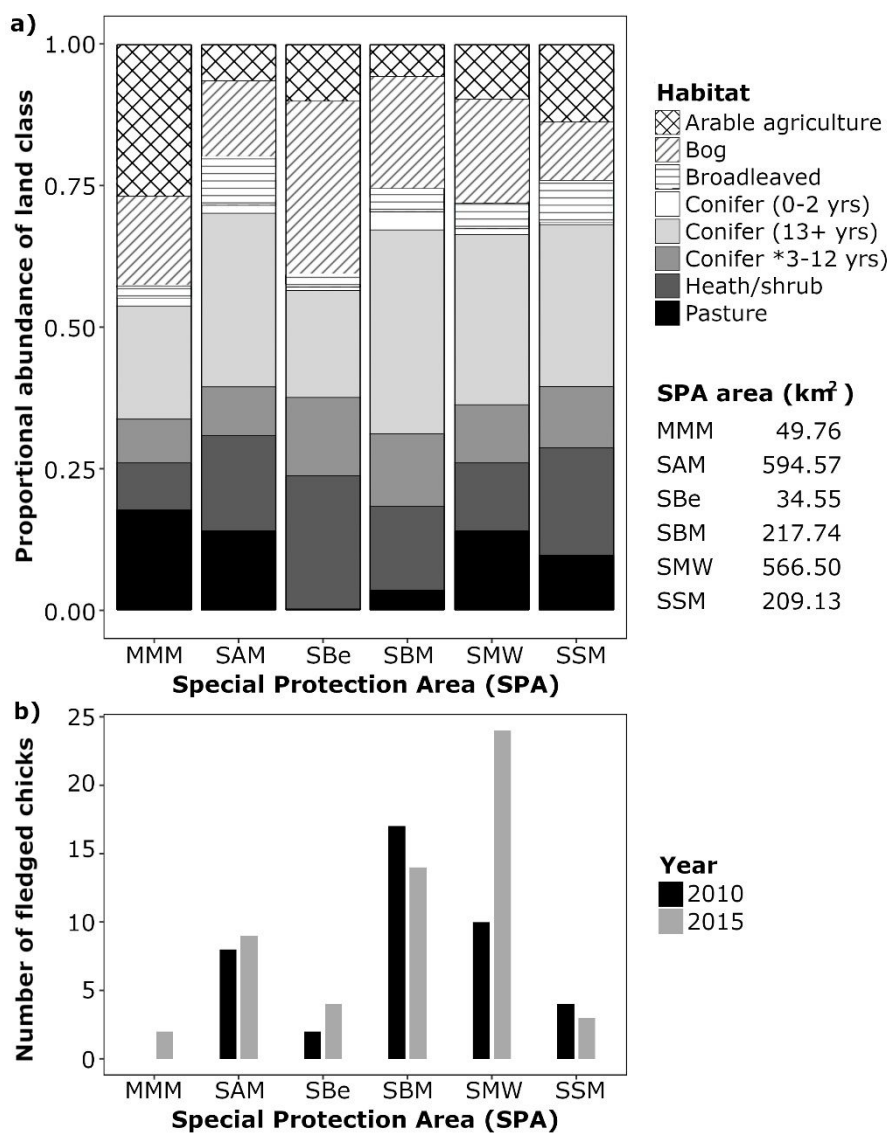 a)
1.00
0.75
0.50
0.25
0.00
Proportional abundance of land class
MMM SAM SBe SBM SMW SSM
Special Protection Area (SPA)
Habitat
Arable agriculture
Bog
Broadleaved
Conifer (0-2 yrs)
Conifer (13+ yrs)
Conifer *3-12 yrs)
Heath/shrub
Pasture
SPA area (km²)
MMM 49.76
SAM 594.57
SBe 34.55
SBM 217.74
SMW 566.50
SSM 209.13
b)
25
20
15
10
5
0
Number of fledged chicks
MMM SAM SBe SBM SMW SSM
Special Protection Area (SPA)
Year
2010
2015